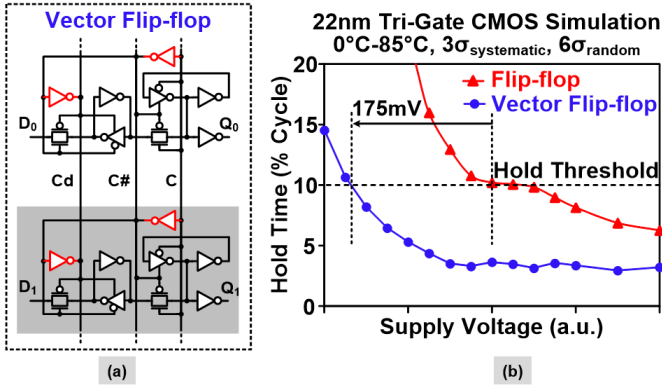 Vector Flip-flop
D0
Q0
Cd
C#
C
D1
Q1
(a)
22nm Tri-Gate CMOS Simulation
0°C-85°C, 3σsystematic, 6σrandom
20
15
10
5
0
Hold Time (% Cycle)
Flip-flop
Vector Flip-flop
175mV
Hold Threshold
Supply Voltage (a.u.)
(b)